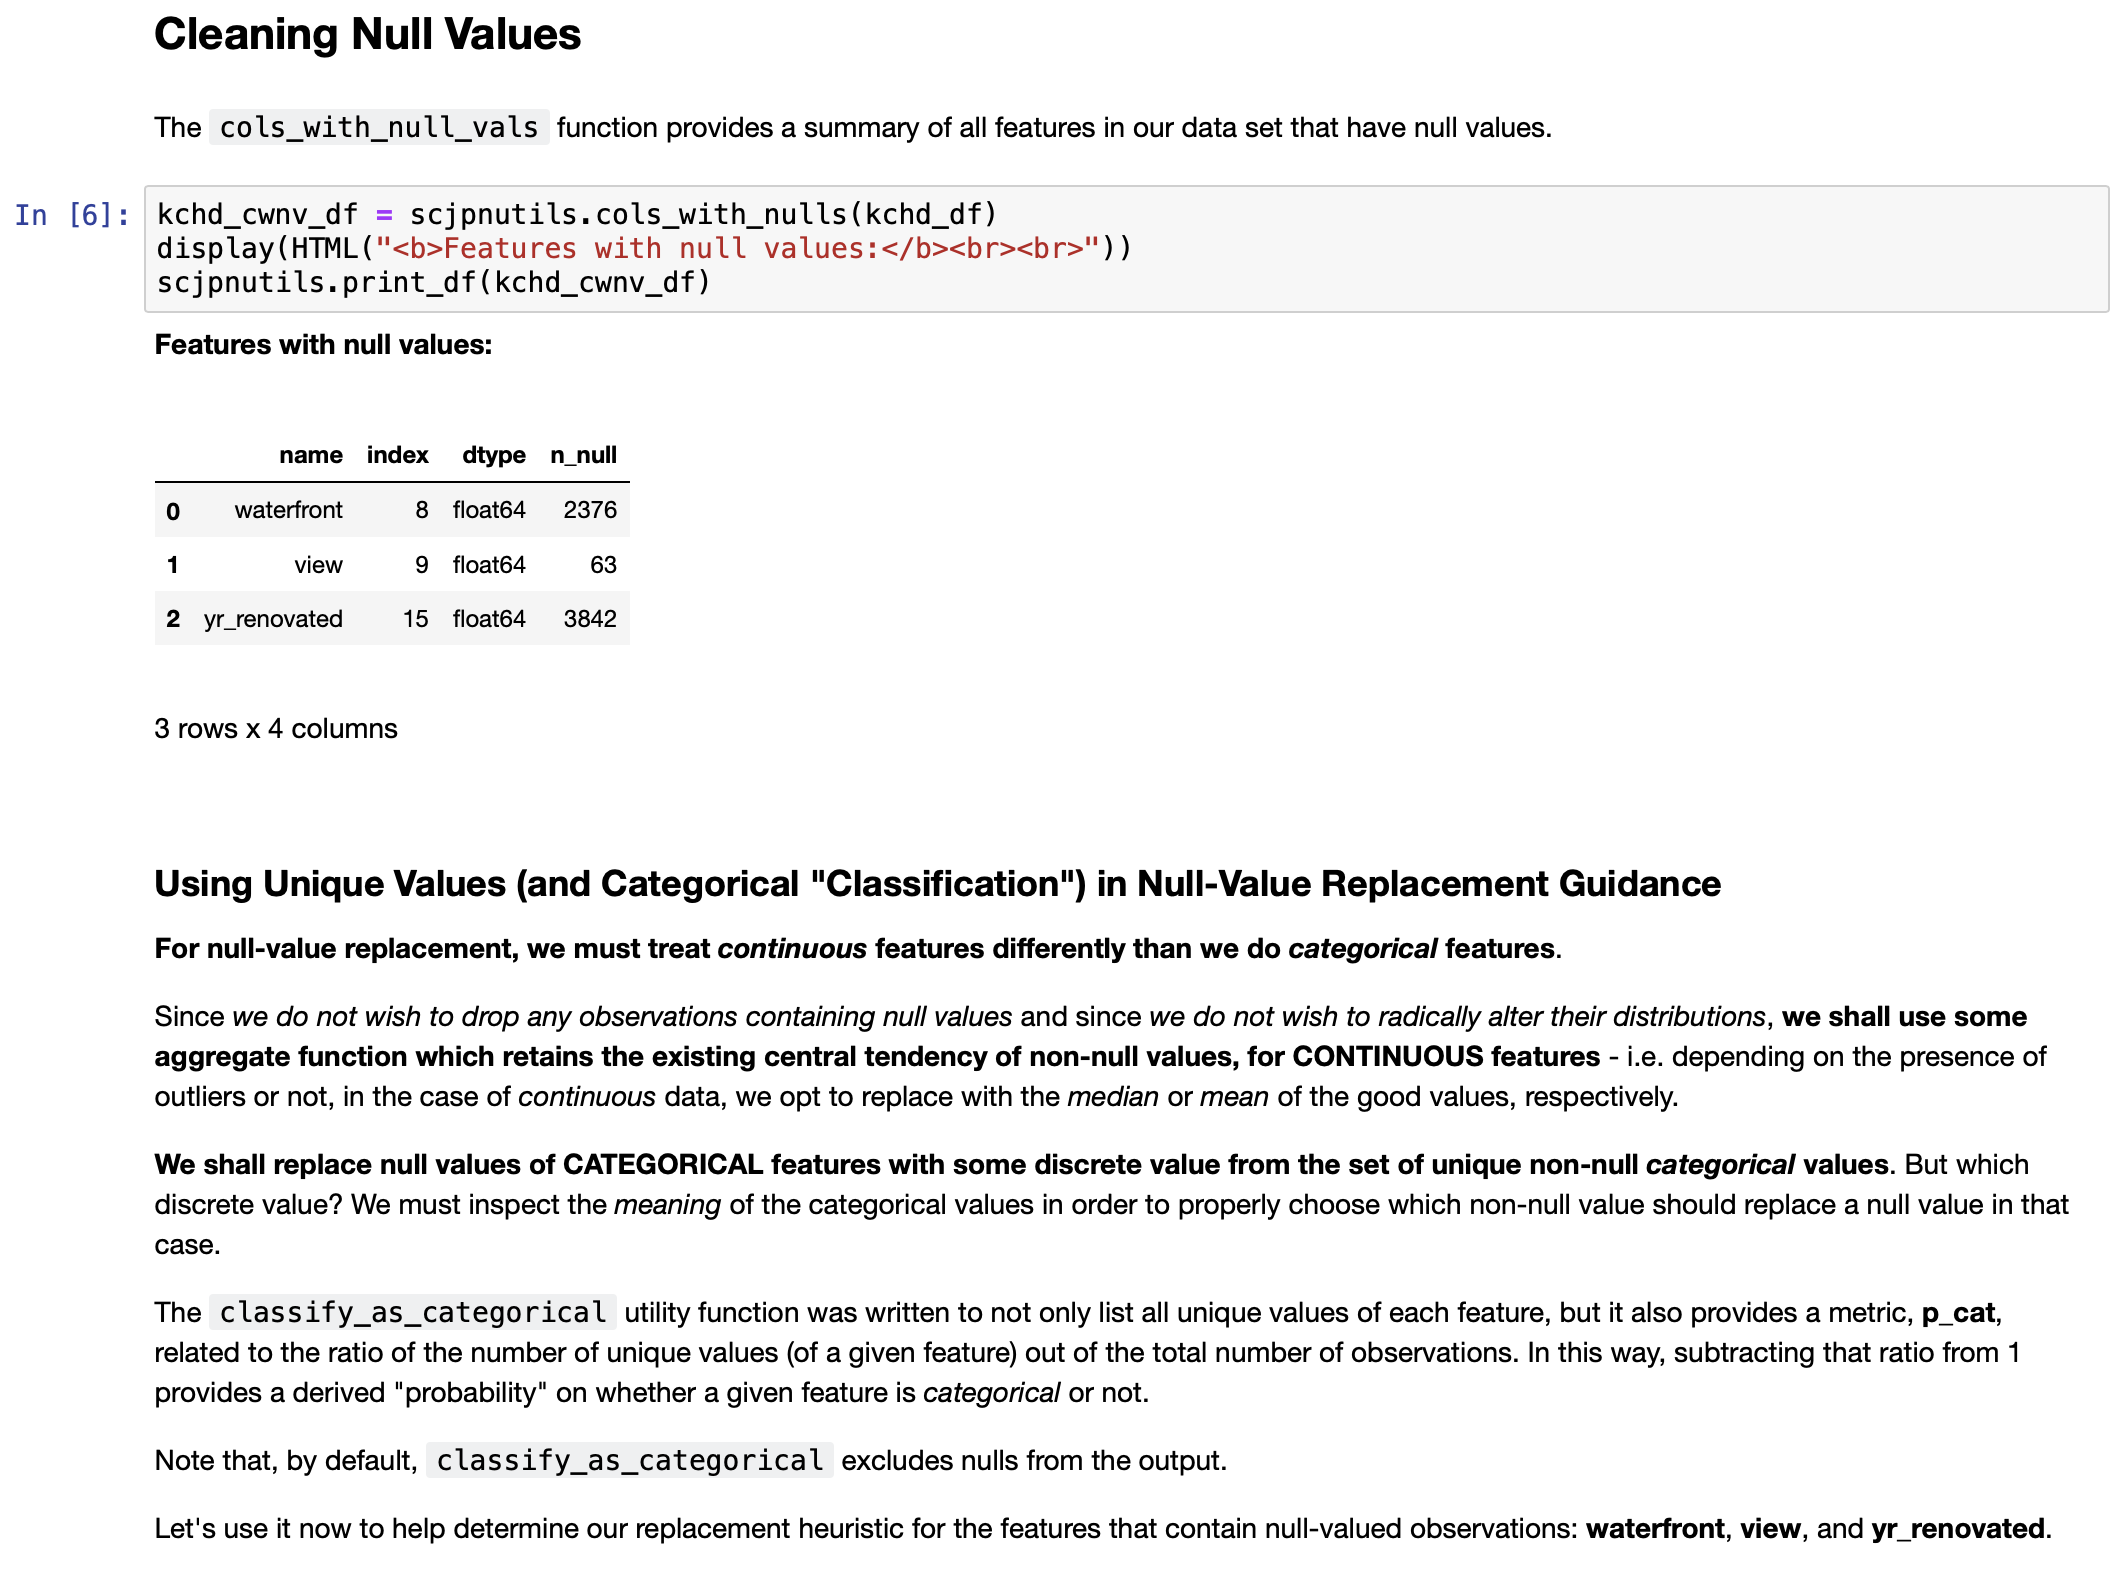 Cleaning Null Values
The cols_with_null_vals function provides a summary of all features in our data set that have null values.
In [6]: kchd_cwnv_df = scjpnutils.cols_with_nulls(kchd_df)
display(HTML("<b>Features with null values:</b><br><br>"))
scjpnutils.print_df(kchd_cwnv_df)
Features with null values:
name index dtype n_null
0 waterfront 8 float64 2376
1 view 9 float64 63
2 yr_renovated 15 float64 3842
3 rows x 4 columns
Using Unique Values (and Categorical "Classification") in Null-Value Replacement Guidance
For null-value replacement, we must treat continuous features differently than we do categorical features.
Since we do not wish to drop any observations containing null values and since we do not wish to radically alter their distributions, we shall use some
aggregate function which retains the existing central tendency of non-null values, for CONTINUOUS features - i.e. depending on the presence of
outliers or not, in the case of continuous data, we opt to replace with the median or mean of the good values, respectively.
We shall replace null values of CATEGORICAL features with some discrete value from the set of unique non-null categorical values. But which
discrete value? We must inspect the meaning of the categorical values in order to properly choose which non-null value should replace a null value in that
case.
The classify_as_categorical utility function was written to not only list all unique values of each feature, but it also provides a metric, p_cat,
related to the ratio of the number of unique values (of a given feature) out of the total number of observations. In this way, subtracting that ratio from 1
provides a derived "probability" on whether a given feature is categorical or not.
Note that, by default, classify_as_categorical excludes nulls from the output.
Let's use it now to help determine our replacement heuristic for the features that contain null-valued observations: waterfront, view, and yr_renovated.